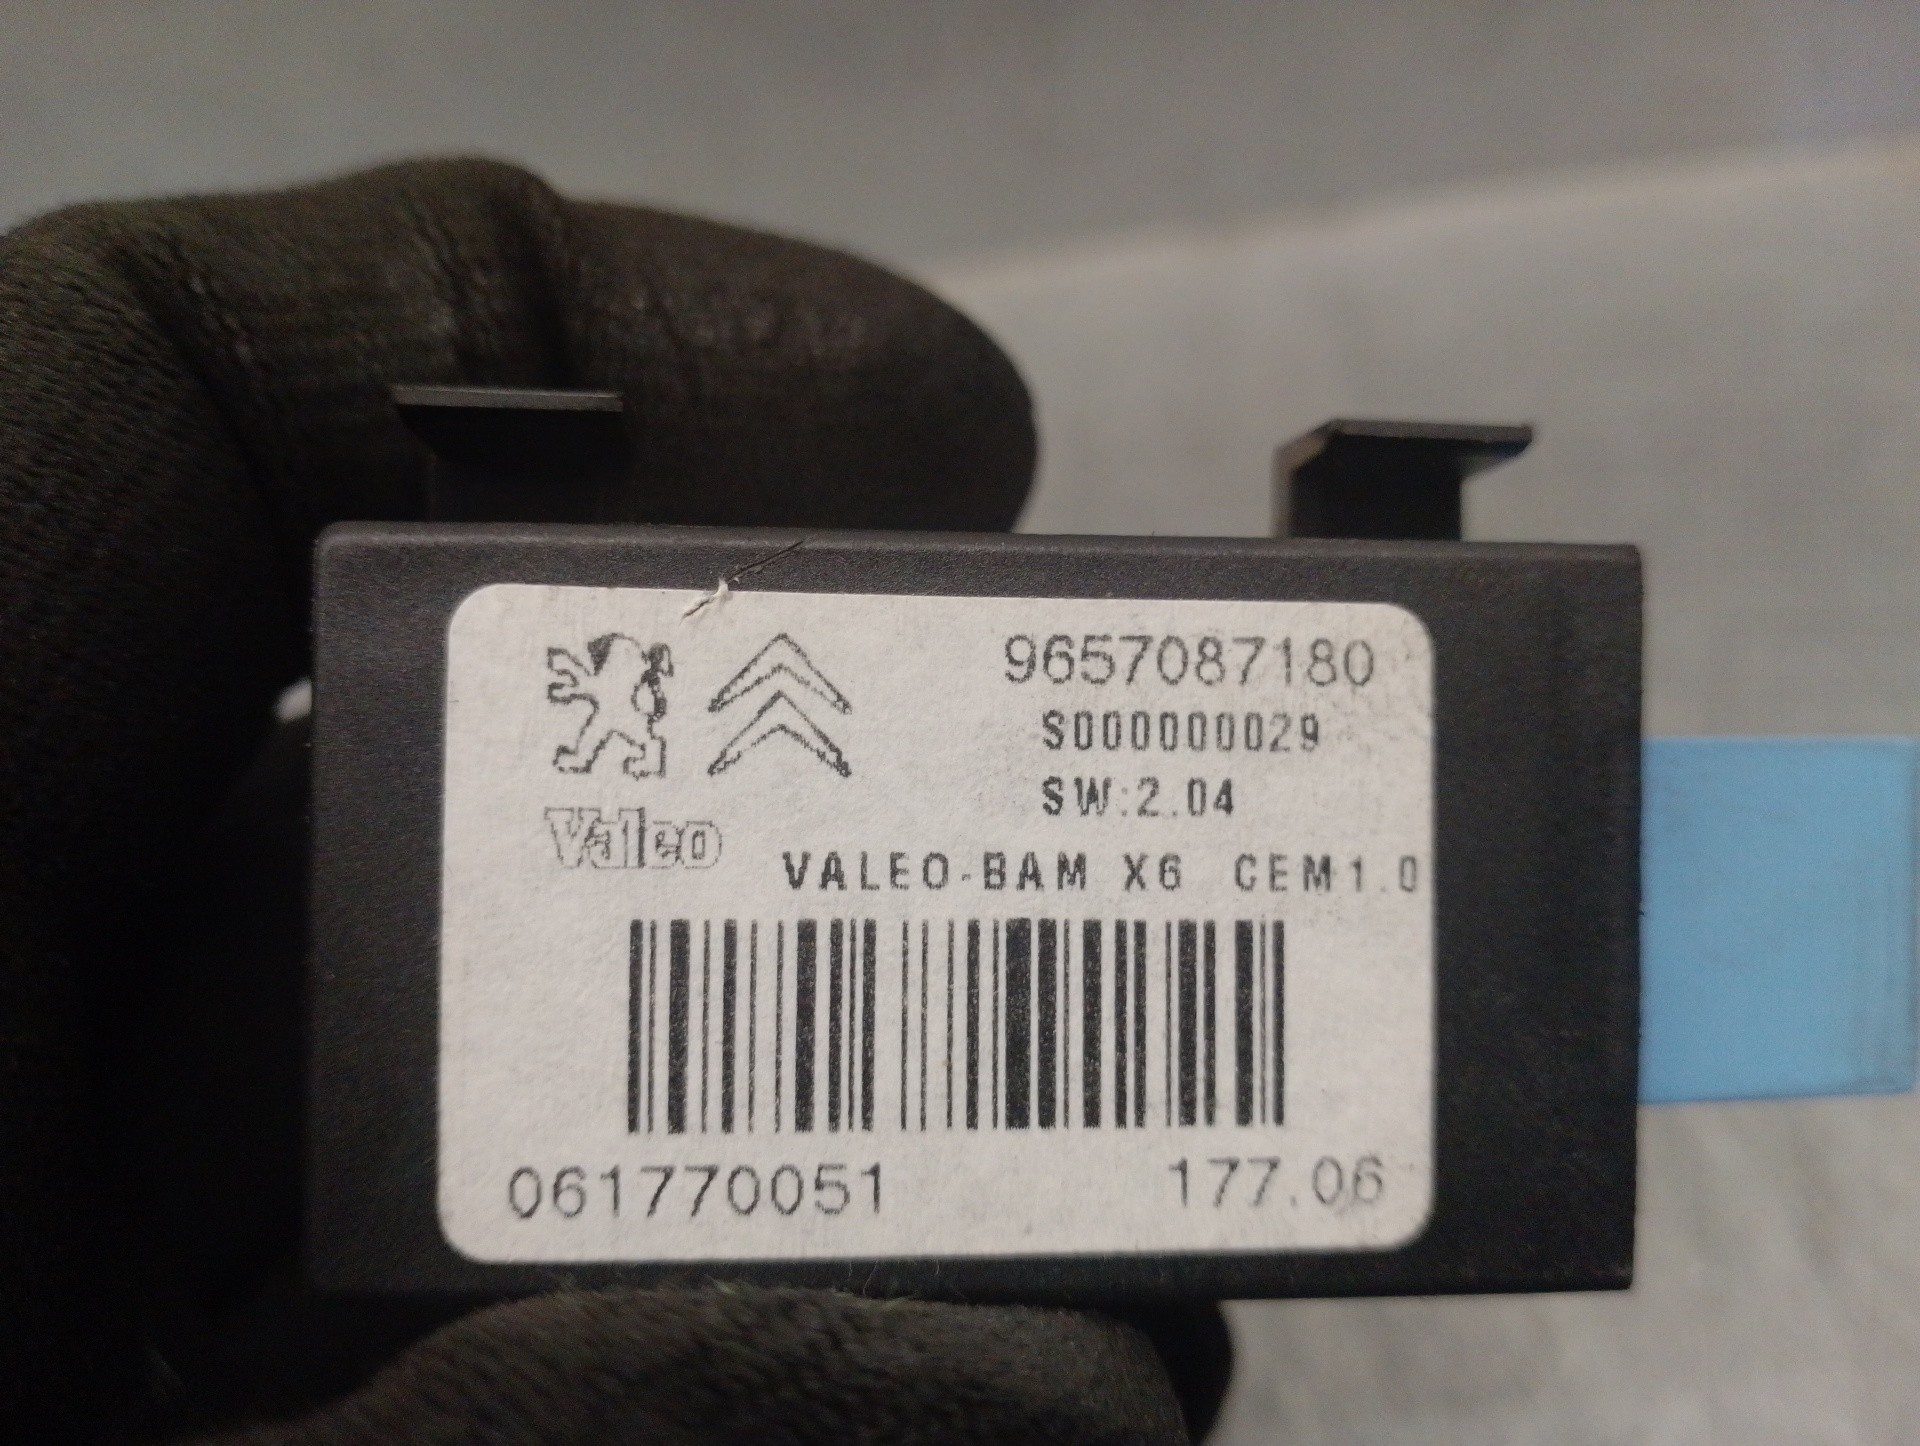 9657087180
S000000029
SW:2.04
Valeo
VALEO-BAM X6 CEM1.0
061770051
177.06